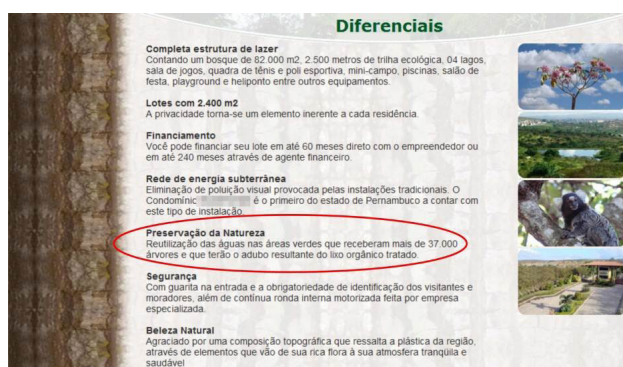 Diferenciais
Completa estrutura de lazer
Contando um bosque de 82.000 m2, 2.500 metros de trilha ecológica, 04 lagos,
sala de jogos, quadra de tênis e poli esportiva, mini-campo, piscinas, salão de
festa, playground e heliponto entre outros equipamentos.
Lotes com 2.400 m2
A privacidade torna-se um elemento inerente a cada residência.
Financiamento
Você pode financiar seu lote em até 60 meses direto com o empreendedor ou
em até 240 meses através de agente financeiro.
Rede de energia subterrânea
Eliminação de poluição visual provocada pelas instalações tradicionais. O
Condomínic é o primeiro do estado de Pernambuco a contar com
este tipo de instalação.
Preservação da Natureza
Reutilização das águas nas áreas verdes que receberam mais de 37.000
árvores e que terão o adubo resultante do lixo orgânico tratado.
Segurança
Com guarita na entrada e a obrigatoriedade de identificação dos visitantes e
moradores, além de contínua ronda interna motorizada feita por empresa
especializada.
Beleza Natural
Agraciado por uma composição topográfica que ressalta a plástica da região,
através de elementos que vão de sua rica flora à sua atmosfera tranqüila e
saudável